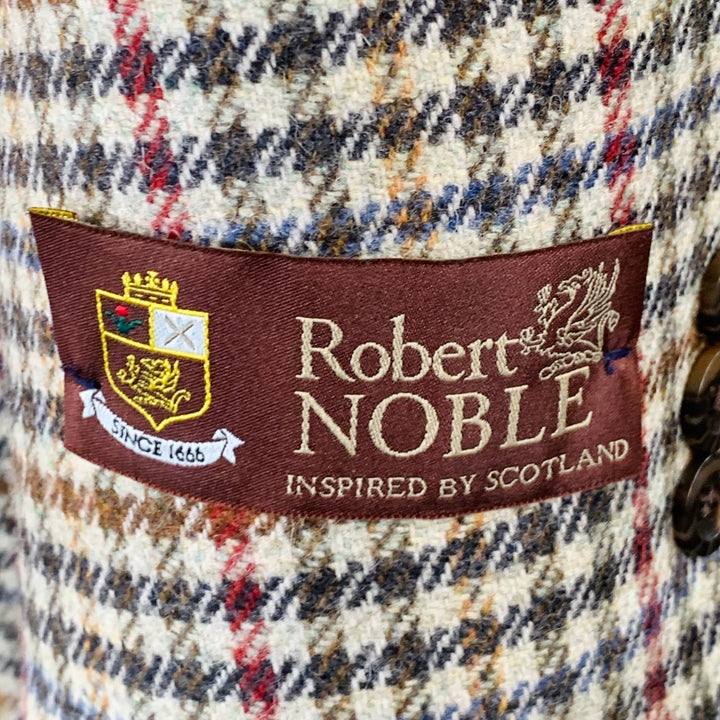 Robert
NOBLE
INSPIRED BY SCOTLAND
SINCE 1666